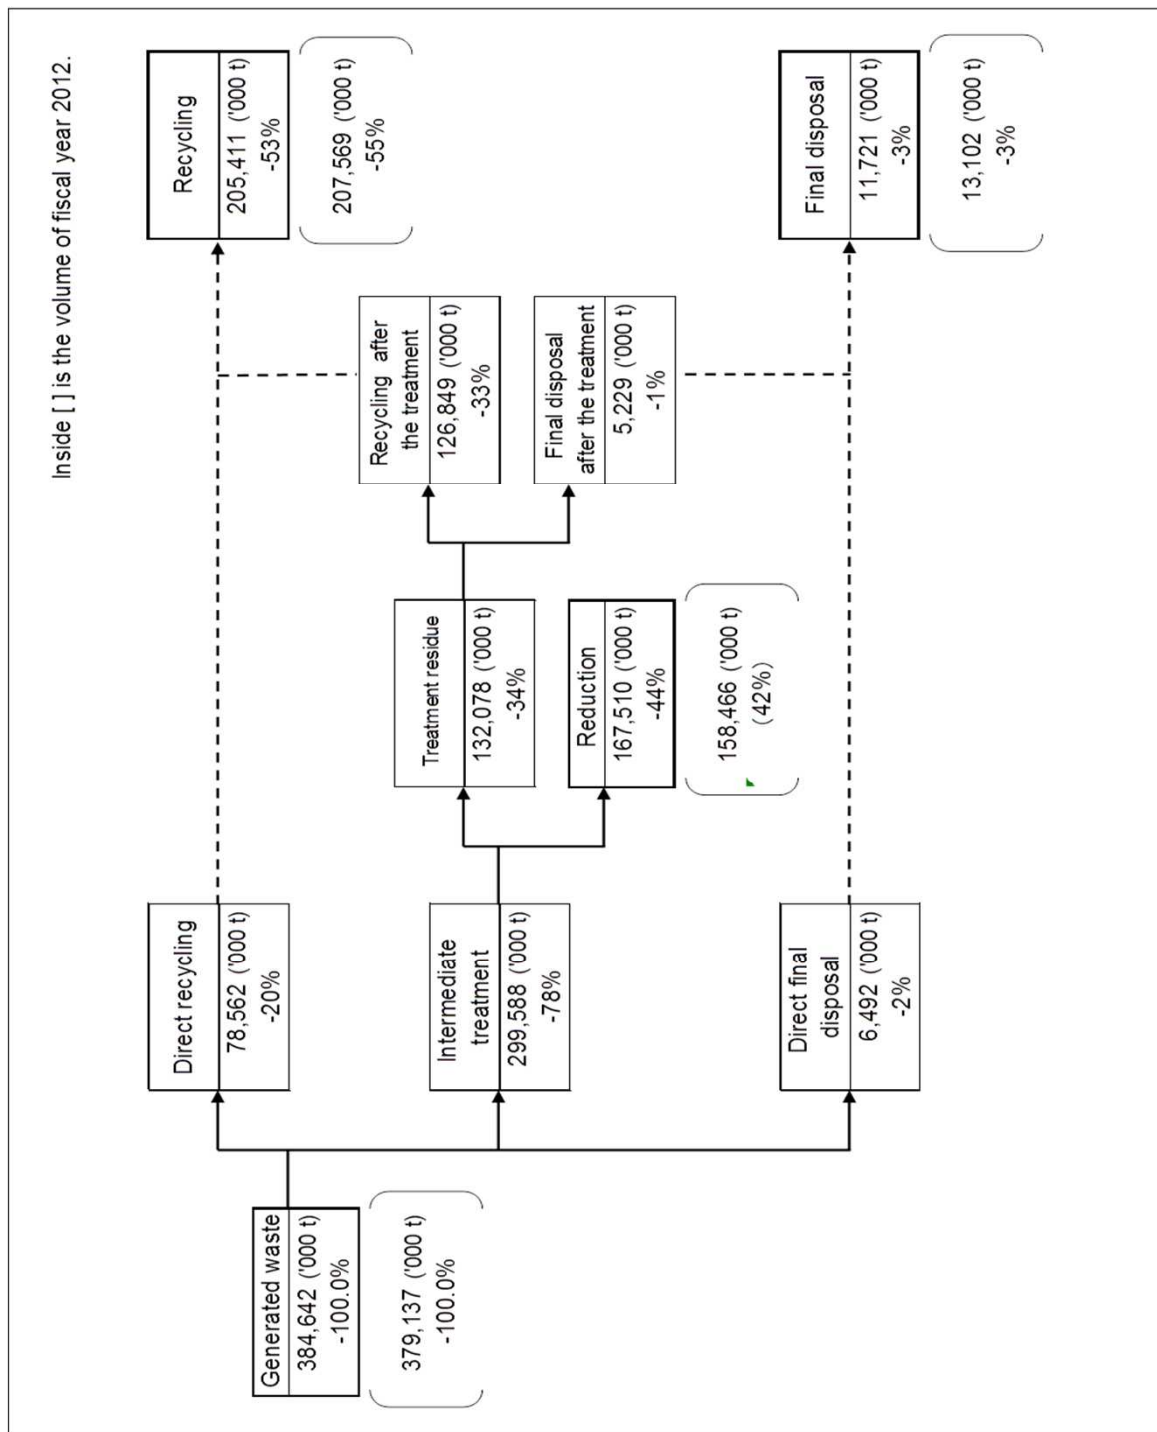 Inside [ ] is the volume of fiscal year 2012.
Generated waste
384,642 ('000 t)
-100.0%
379,137 ('000 t)
-100.0%
Direct recycling
78,562 ('000 t)
-20%
Intermediate
treatment
299,588 ('000 t)
-78%
Direct final
disposal
6,492 ('000 t)
-2%
Treatment residue
132,078 ('000 t)
-34%
Reduction
167,510 ('000 t)
-44%
158,466 ('000 t)
(42%)
Recycling after
the treatment
126,849 ('000 t)
-33%
Final disposal
after the treatment
5,229 ('000 t)
-1%
Recycling
205,411 ('000 t)
-53%
207,569 ('000 t)
-55%
Final disposal
11,721 ('000 t)
-3%
13,102 ('000 t)
-3%